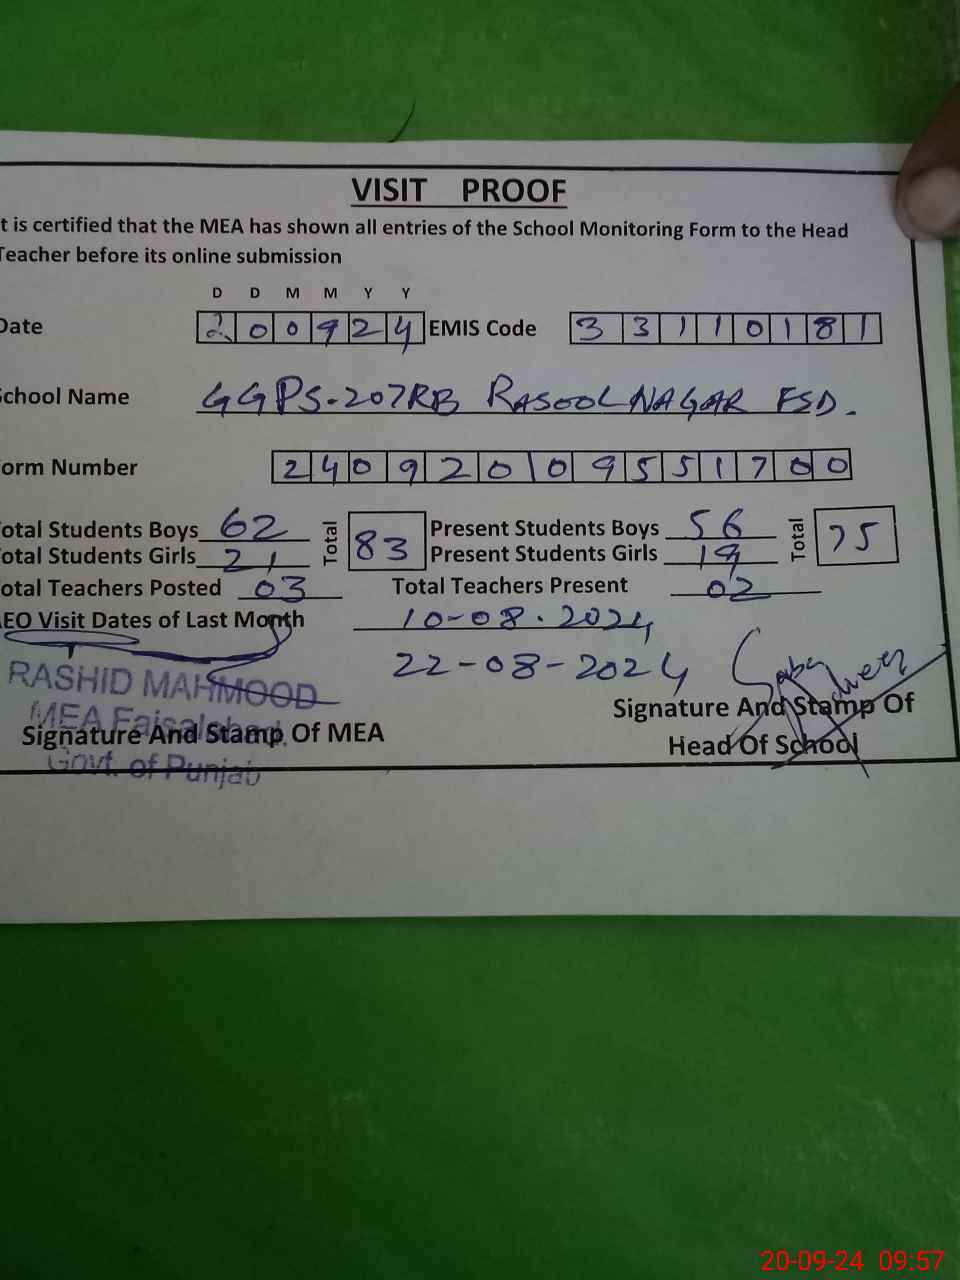 VISIT PROOF
t is certified that the MEA has shown all entries of the School Monitoring Form to the Head
Teacher before its online submission
D D M M Y Y
Date 200924 EMIS Code 33110181
School Name GGPS-207RB RASOOL NAGAR FSD.
orm Number 240920109551700
otal Students Boys 62 Total 83 Present Students Boys 56 Total 75
otal Students Girls 21 Present Students Girls 19
otal Teachers Posted 03 Total Teachers Present 02
AEO Visit Dates of Last Month 10-08-2024
22-08-2024
RASHID MAHMOOD
MEA Faisalabad.
Govt. of Punjab
Signature And Stamp Of MEA
Signature And Stamp Of
Head Of School
20-09-24 09:57